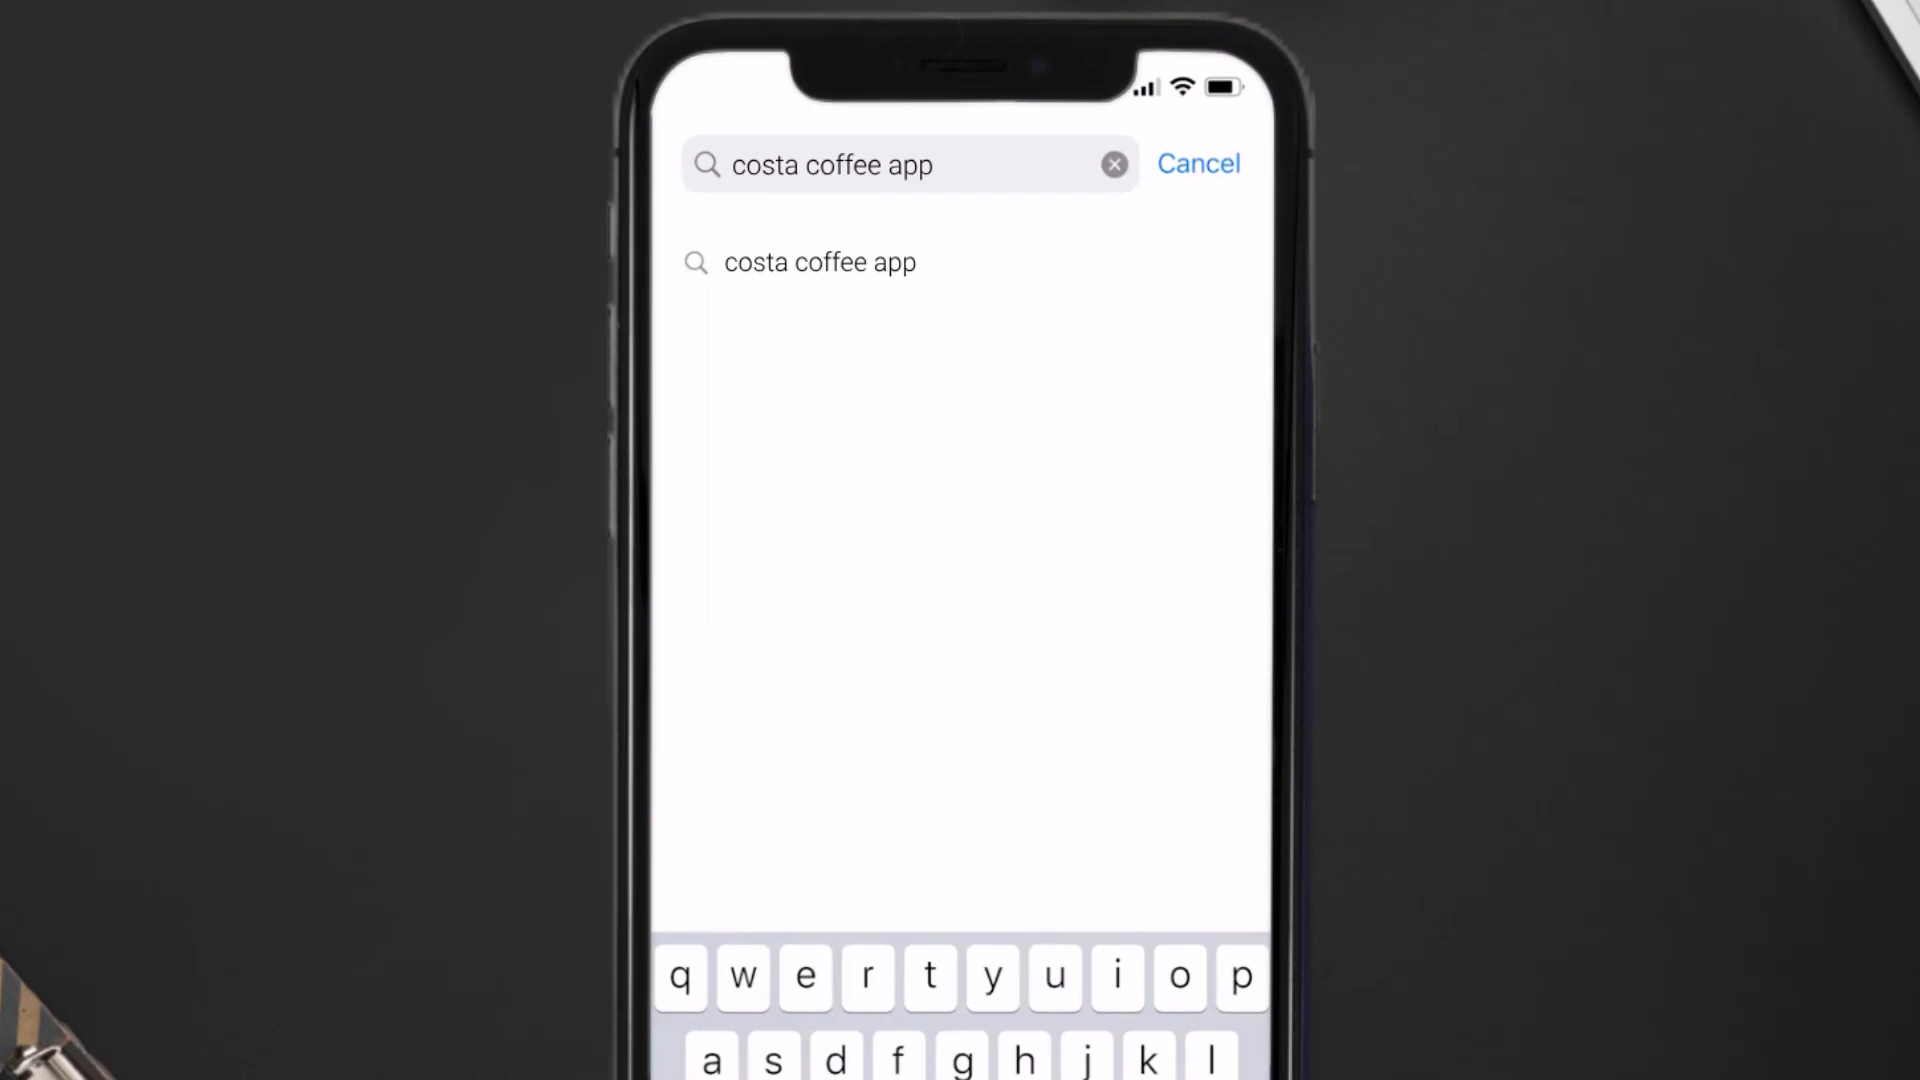 costa coffee app
Cancel
costa coffee app
q w e r t y u i o p
a s d f g h j k l